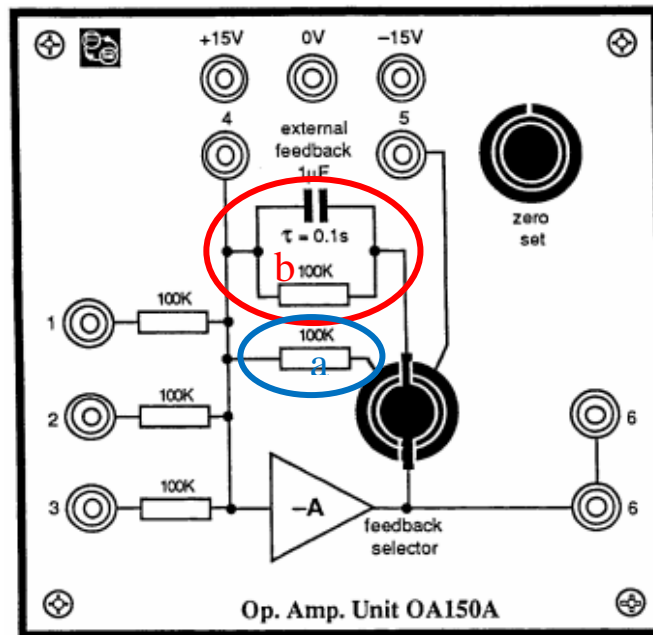 +15V 0V −15V
4 external 5
feedback
1µF
zero
set
τ = 0.1s
b 100K
1 100K
100K
a
2 100K
6
3 100K
−A
6
feedback
selector
Op. Amp. Unit OA150A